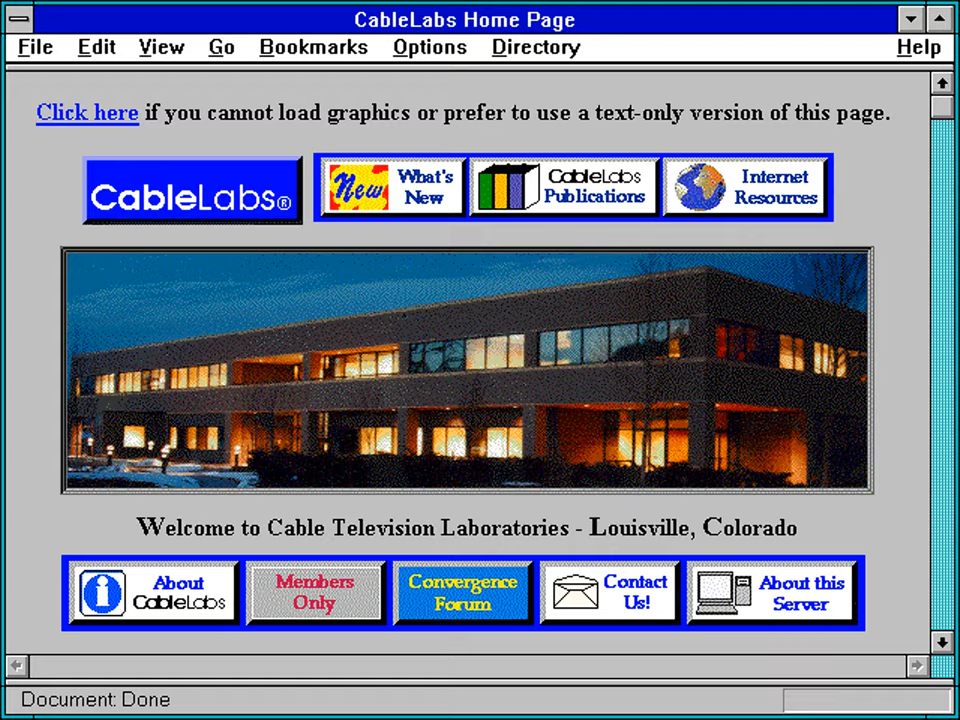 CableLabs Home Page
File Edit View Go Bookmarks Options Directory Help
Click here if you cannot load graphics or prefer to use a text-only version of this page.
CableLabs®
New
What's
New
CableLabs
Publications
Internet
Resources
Welcome to Cable Television Laboratories - Louisville, Colorado
i
About
CableLabs
Members
Only
Convergence
Forum
Contact
Us!
About this
Server
Document: Done